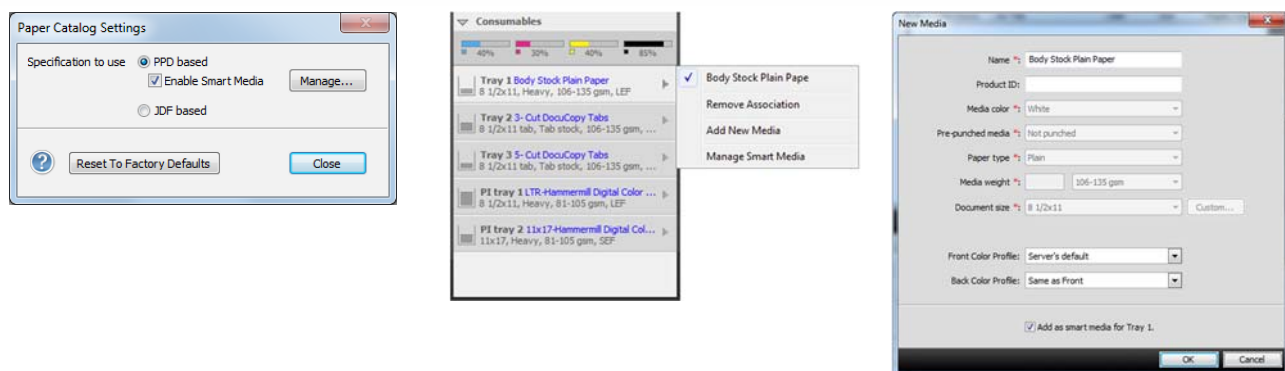 Paper Catalog Settings
Specification to use PPD based
Enable Smart Media Manage...
JDF based
Reset To Factory Defaults Close
Consumables
40% 30% 40% 85%
Tray 1 Body Stock Plain Paper
8 1/2x11, Heavy, 106-135 gsm, LEF
Tray 2 3- Cut DocuCopy Tabs
8 1/2x11 tab, Tab stock, 106-135 gsm, ...
Tray 3 5- Cut DocuCopy Tabs
8 1/2x11 tab, Tab stock, 106-135 gsm, ...
PI tray 1 LTR-Hammermill Digital Color ...
8 1/2x11, Heavy, 81-105 gsm, LEF
PI tray 2 11x17-Hammermill Digital Col...
11x17, Heavy, 81-105 gsm, SEF
Body Stock Plain Pape
Remove Association
Add New Media
Manage Smart Media
New Media
Name *: Body Stock Plain Paper
Product ID:
Media color *: White
Pre-punched media *: Not punched
Paper type *: Plain
Media weight *: 106-135 gsm
Document size *: 8 1/2x11 Custom...
Front Color Profile: Server's default
Back Color Profile: Same as Front
Add as smart media for Tray 1.
OK Cancel